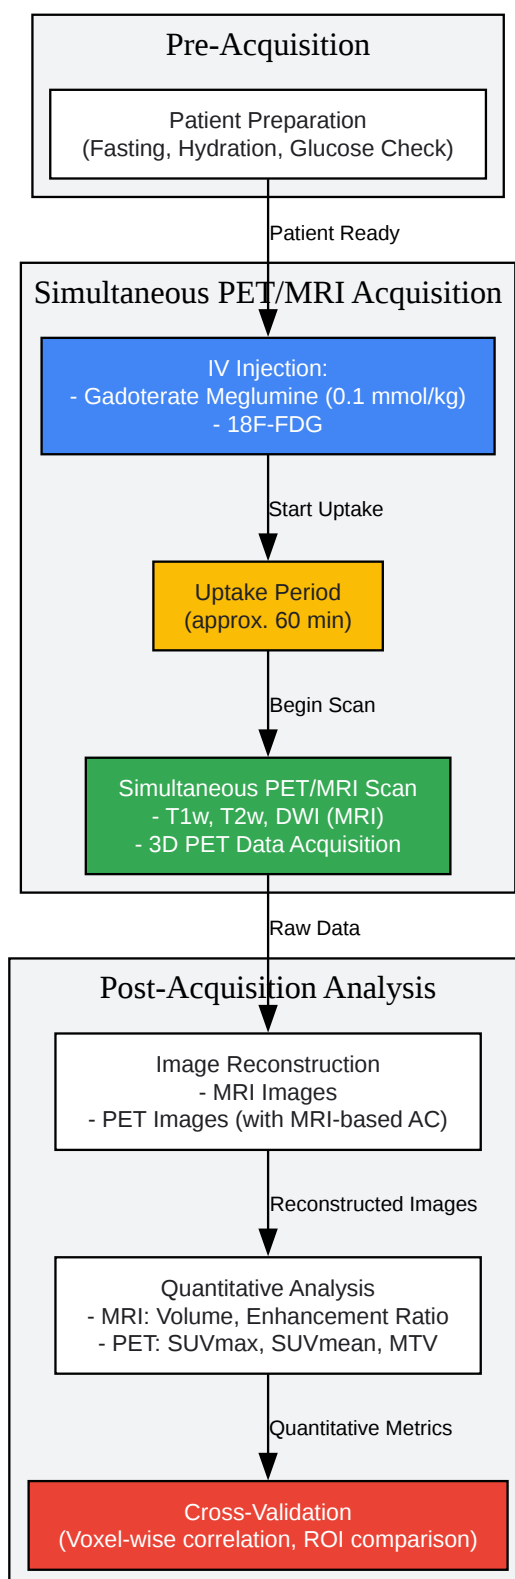 Pre-Acquisition
Patient Preparation
(Fasting, Hydration, Glucose Check)
Patient Ready
Simultaneous PET/MRI Acquisition
IV Injection:
- Gadoterate Meglumine (0.1 mmol/kg)
- 18F-FDG
Start Uptake
Uptake Period
(approx. 60 min)
Begin Scan
Simultaneous PET/MRI Scan
- T1w, T2w, DWI (MRI)
- 3D PET Data Acquisition
Raw Data
Post-Acquisition Analysis
Image Reconstruction
- MRI Images
- PET Images (with MRI-based AC)
Reconstructed Images
Quantitative Analysis
- MRI: Volume, Enhancement Ratio
- PET: SUVmax, SUVmean, MTV
Quantitative Metrics
Cross-Validation
(Voxel-wise correlation, ROI comparison)